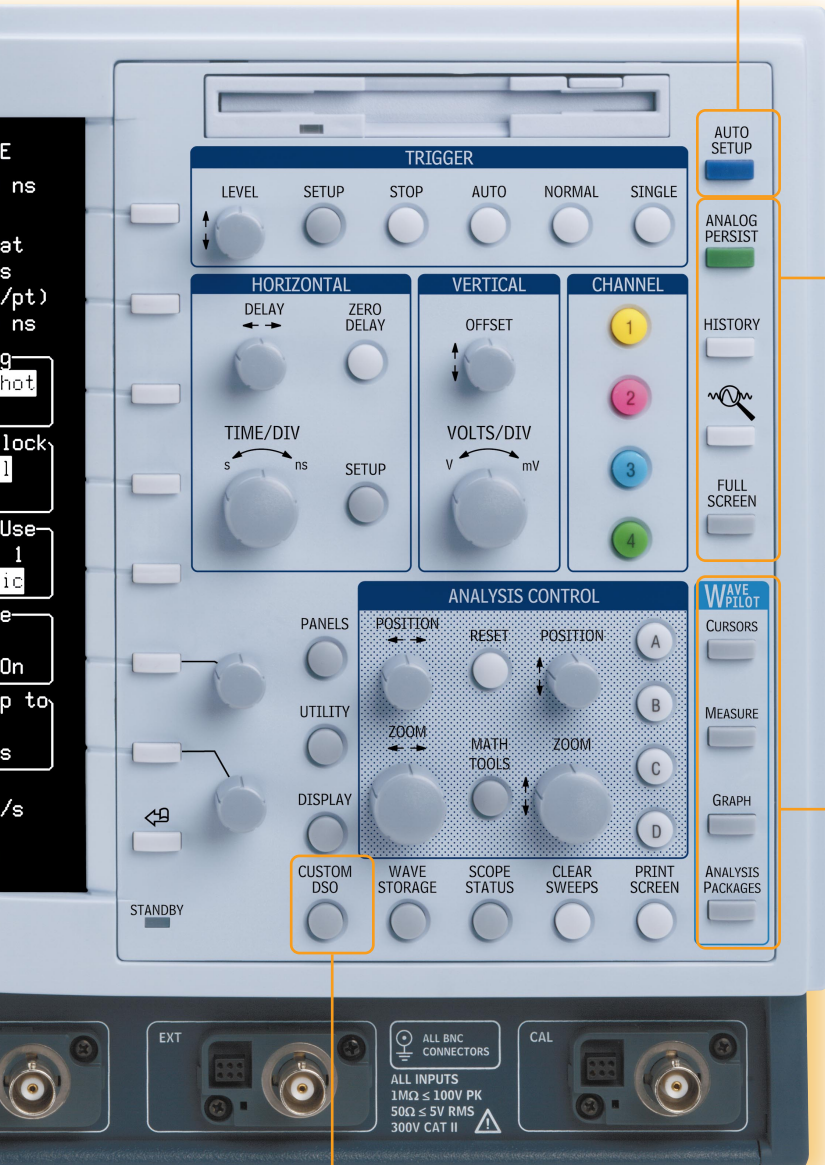 E
ns
at
s
/pt)
ns
g
hot
lock
l
Use
1
ic
e
On
p to
s
/s
AUTO
SETUP
TRIGGER
LEVEL
SETUP
STOP
AUTO
NORMAL
SINGLE
ANALOG
PERSIST
HORIZONTAL
DELAY
ZERO
DELAY
TIME/DIV
s
ns
SETUP
VERTICAL
OFFSET
VOLTS/DIV
V
mV
CHANNEL
1
2
3
4
HISTORY
FULL
SCREEN
ANALYSIS CONTROL
POSITION
RESET
POSITION
ZOOM
MATH
TOOLS
ZOOM
A
B
C
D
WAVE
PILOT
CURSORS
MEASURE
GRAPH
ANALYSIS
PACKAGES
PANELS
UTILITY
DISPLAY
CUSTOM
DSO
WAVE
STORAGE
SCOPE
STATUS
CLEAR
SWEEPS
PRINT
SCREEN
STANDBY
EXT
ALL BNC
CONNECTORS
ALL INPUTS
1MΩ ≤ 100V PK
50Ω ≤ 5V RMS
300V CAT II
CAL